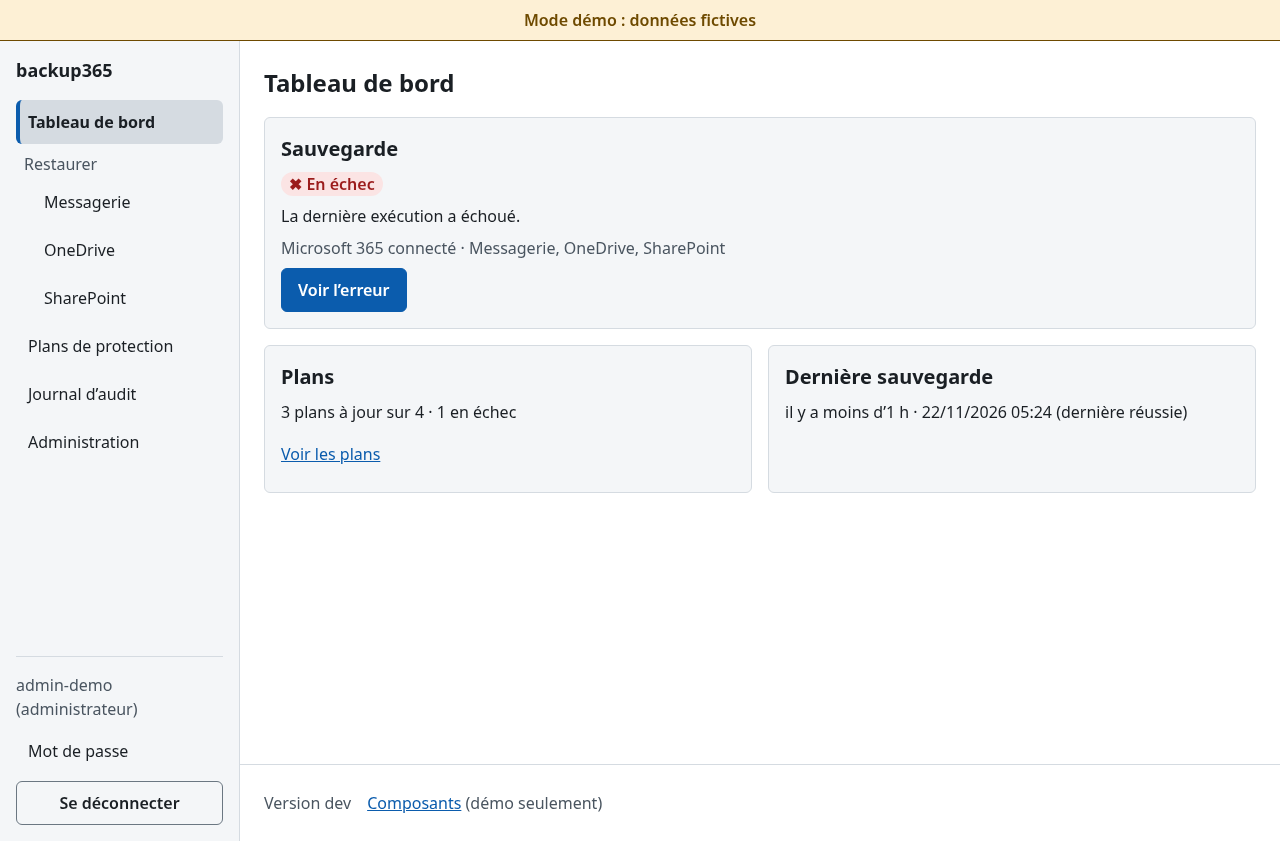 Mode démo : données fictives
backup365
Tableau de bord
Restaurer
Messagerie
OneDrive
SharePoint
Plans de protection
Journal d’audit
Administration
admin-demo
(administrateur)
Mot de passe
Se déconnecter
Tableau de bord
Sauvegarde
✖ En échec
La dernière exécution a échoué.
Microsoft 365 connecté · Messagerie, OneDrive, SharePoint
Voir l’erreur
Plans
3 plans à jour sur 4 · 1 en échec
Voir les plans
Dernière sauvegarde
il y a moins d’1 h · 22/11/2026 05:24 (dernière réussie)
Version dev Composants (démo seulement)